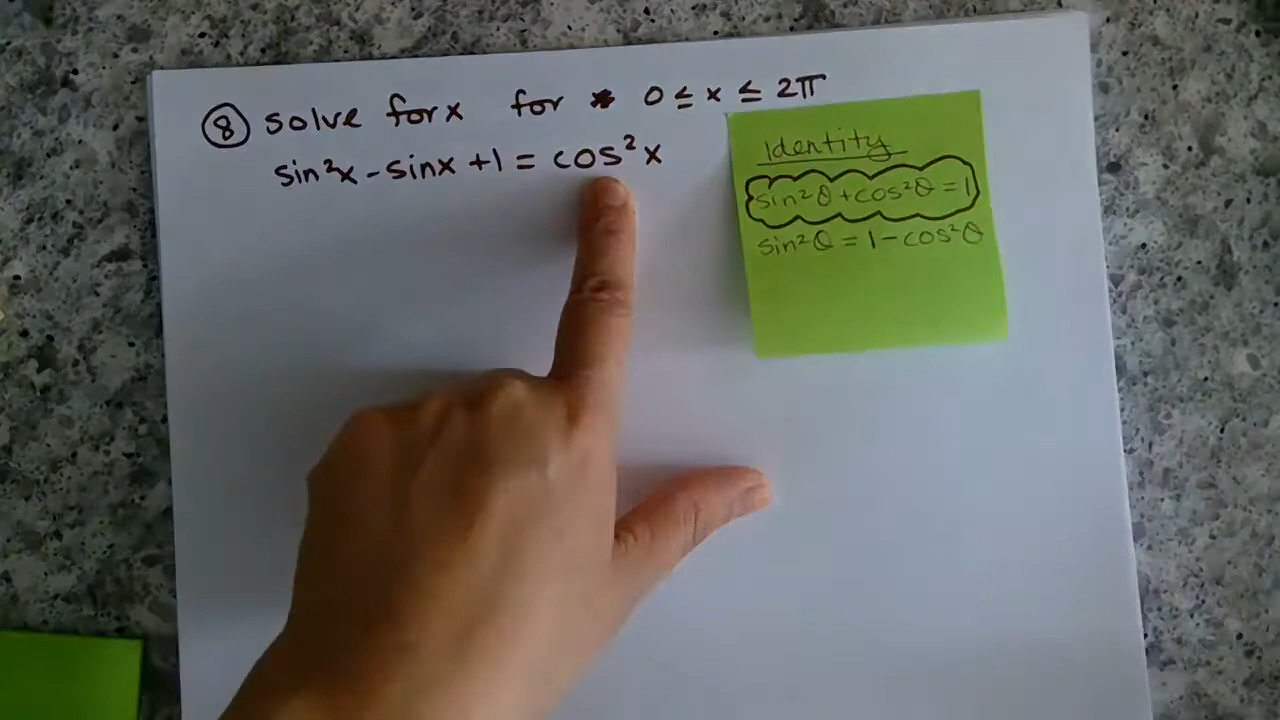 ⑧ solve for x for 0 ≤ x ≤ 2π
sin²x - sinx + 1 = cos²x
Identity
sin²θ + cos²θ = 1
sin²θ = 1 - cos²θ